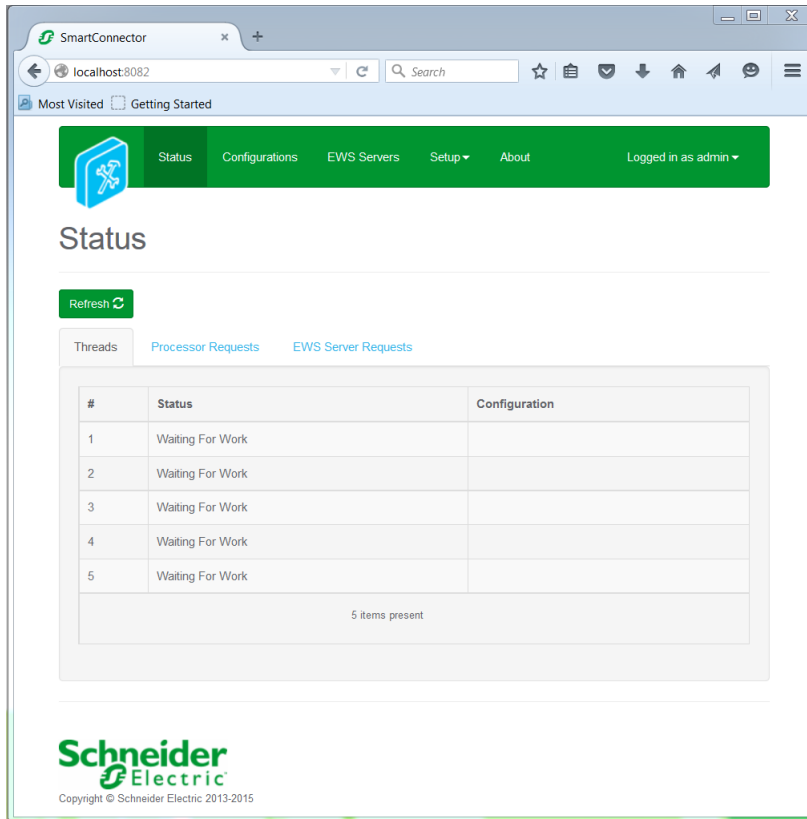 SmartConnector
localhost:8082 Search
Most Visited Getting Started
Status Configurations EWS Servers Setup About Logged in as admin
Status
Refresh
Threads Processor Requests EWS Server Requests
# Status Configuration
1 Waiting For Work
2 Waiting For Work
3 Waiting For Work
4 Waiting For Work
5 Waiting For Work
5 items present
Schneider
Electric
Copyright © Schneider Electric 2013-2015